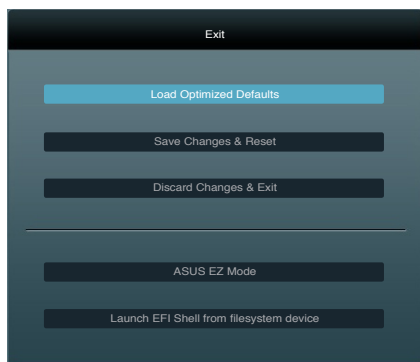 Exit
Load Optimized Defaults
Save Changes & Reset
Discard Changes & Exit
ASUS EZ Mode
Launch EFI Shell from filesystem device